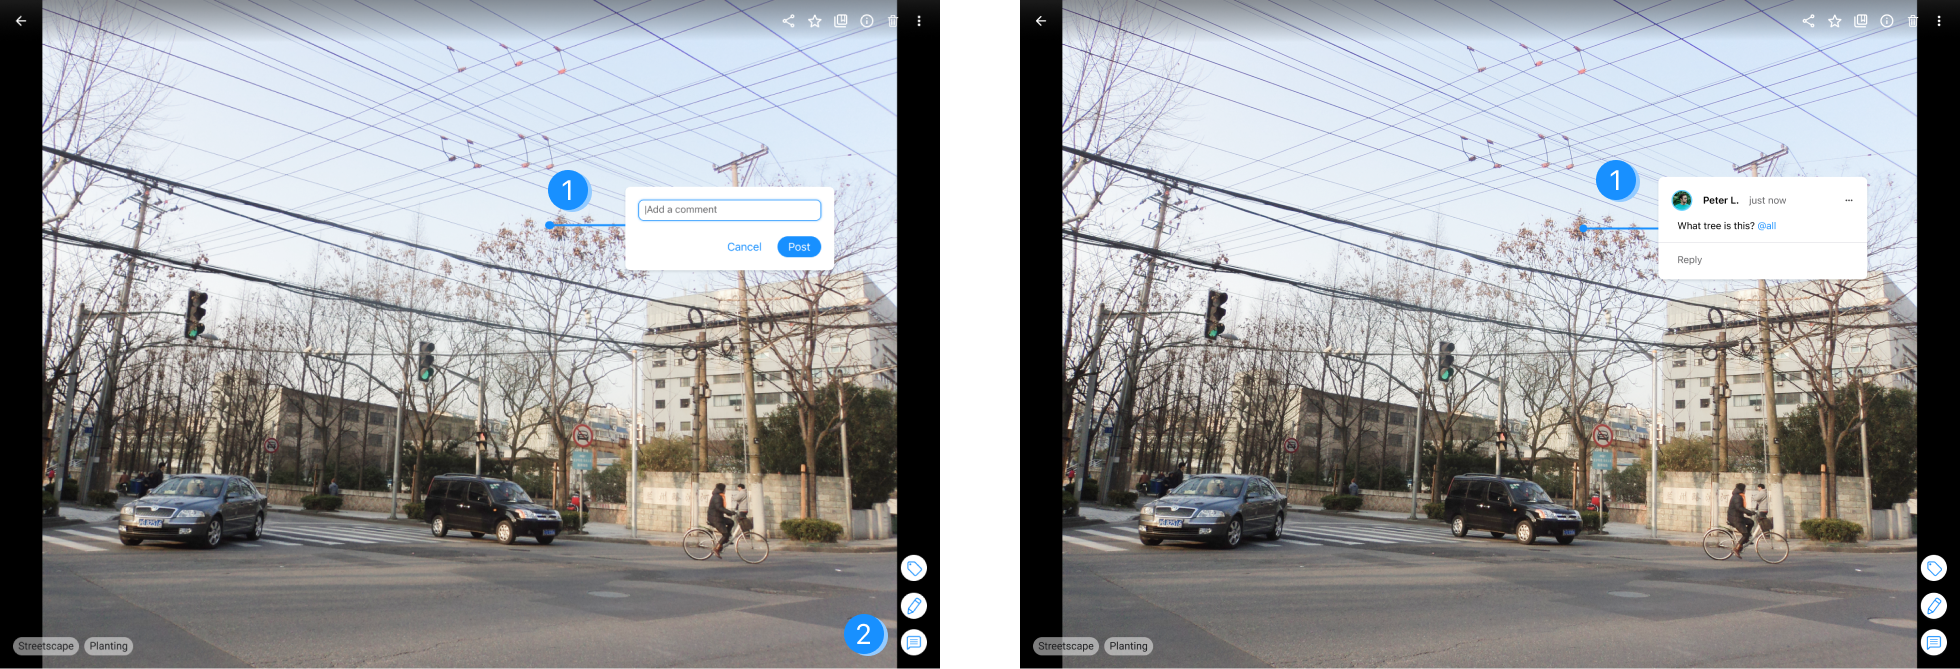 1
Add a comment
Cancel
Post
2
Streetscape
Planting
1
Peter L.
just now
What tree is this? @all
Reply
Streetscape
Planting